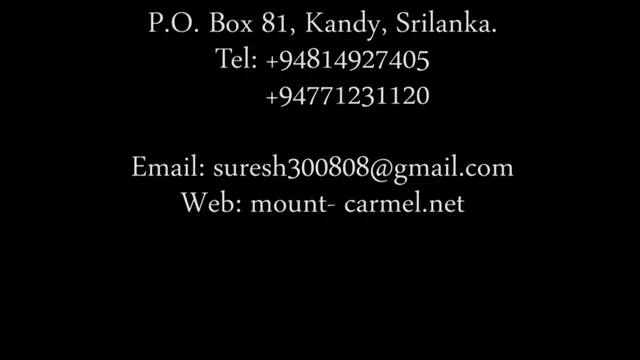 P.O. Box 81, Kandy, Srilanka.
Tel: +94814927405
+94771231120
Email: suresh300808@gmail.com
Web: mount- carmel.net